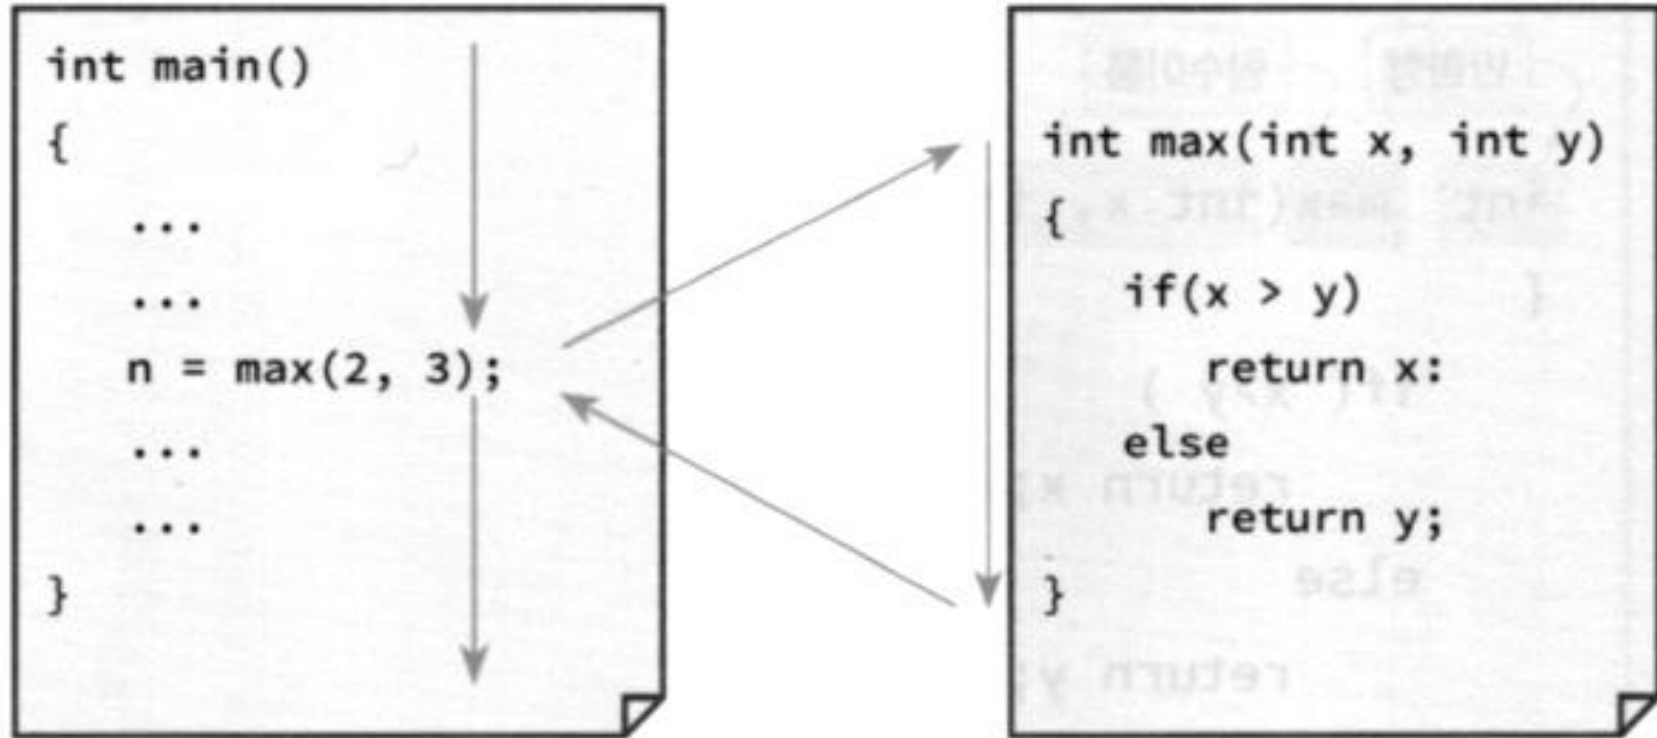 int main()
{
...
...
n = max(2, 3);
...
...
}
int max(int x, int y)
{
if(x > y)
return x:
else
return y;
}